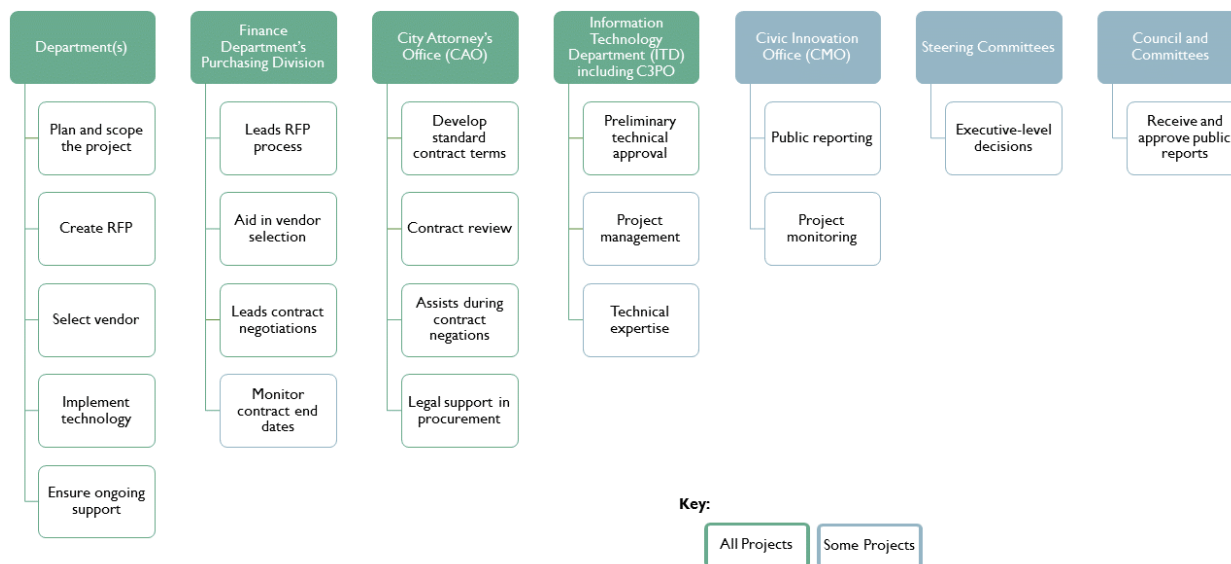 Department(s)
Plan and scope
the project
Create RFP
Select vendor
Implement
technology
Ensure ongoing
support
Finance
Department's
Purchasing Division
Leads RFP
process
Aid in vendor
selection
Leads contract
negotiations
Monitor
contract end
dates
City Attorney's
Office (CAO)
Develop
standard
contract terms
Contract review
Assists during
contract
negations
Legal support in
procurement
Information
Technology
Department (ITD)
including C3PO
Preliminary
technical
approval
Project
management
Technical
expertise
Civic Innovation
Office (CMO)
Public reporting
Project
monitoring
Steering Committees
Executive-level
decisions
Council and
Committees
Receive and
approve public
reports
Key:
All Projects
Some Projects